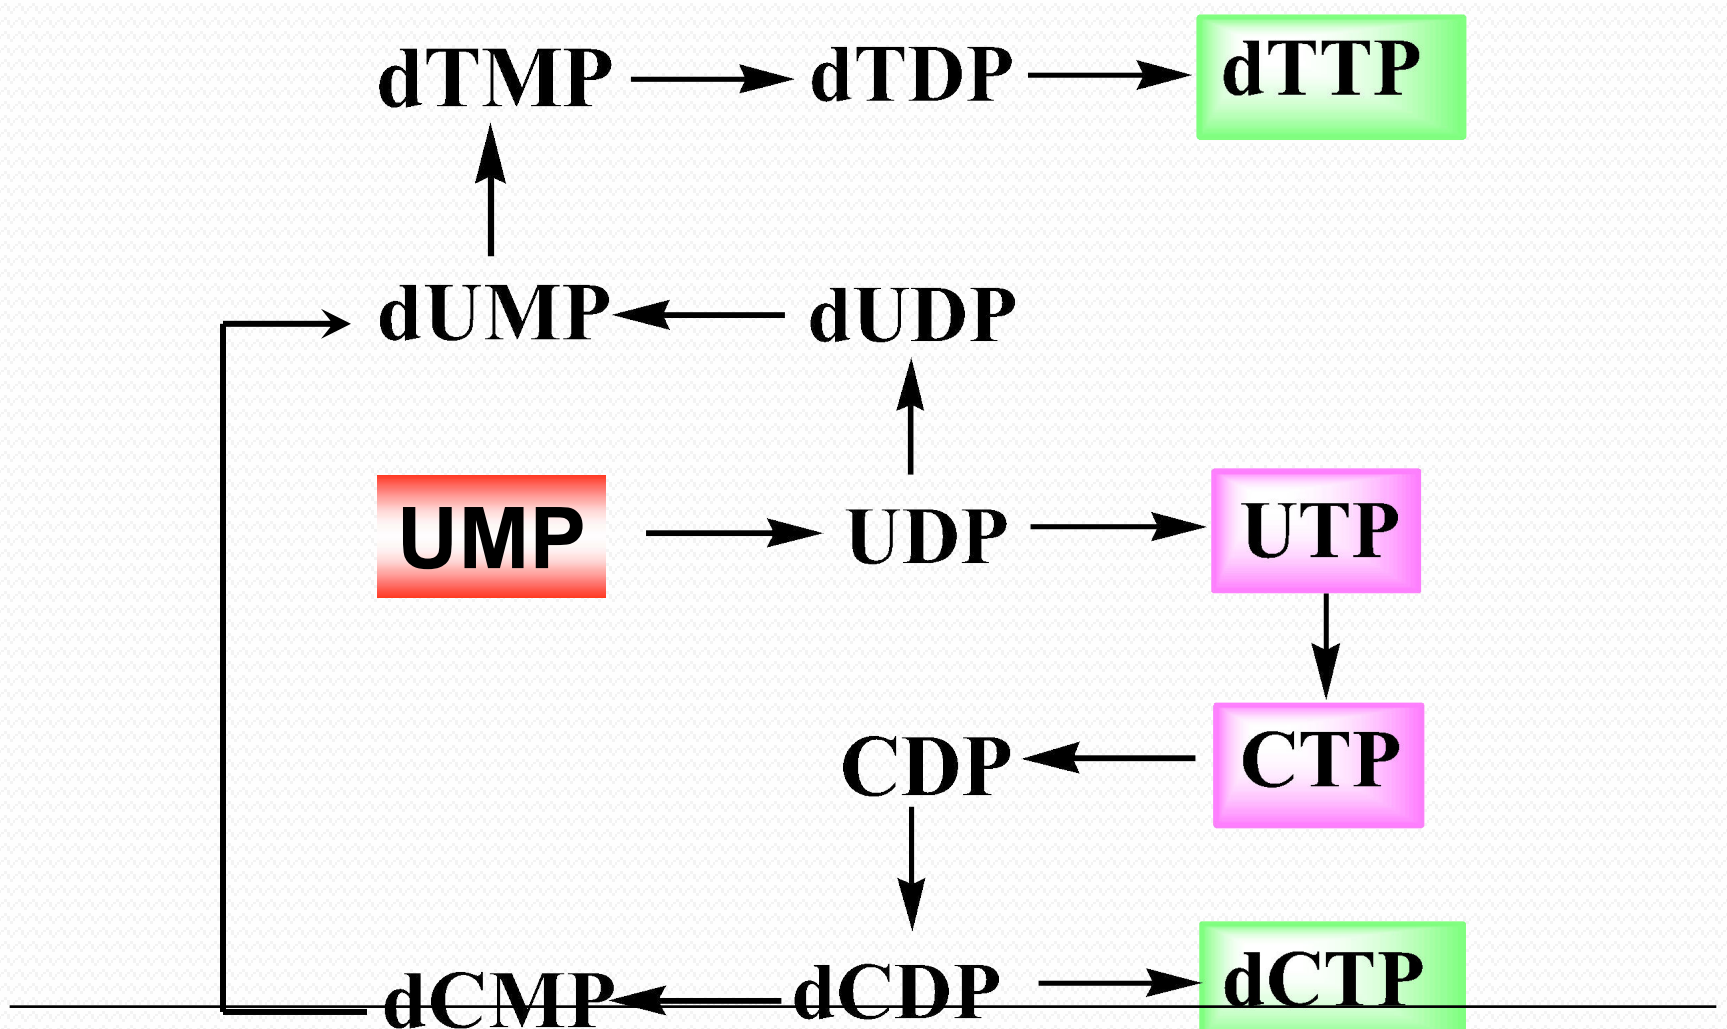 dTMP dTDP dTTP
dUMP dUDP
UMP UDP UTP
CDP CTP
dCMP dCDP dCTP